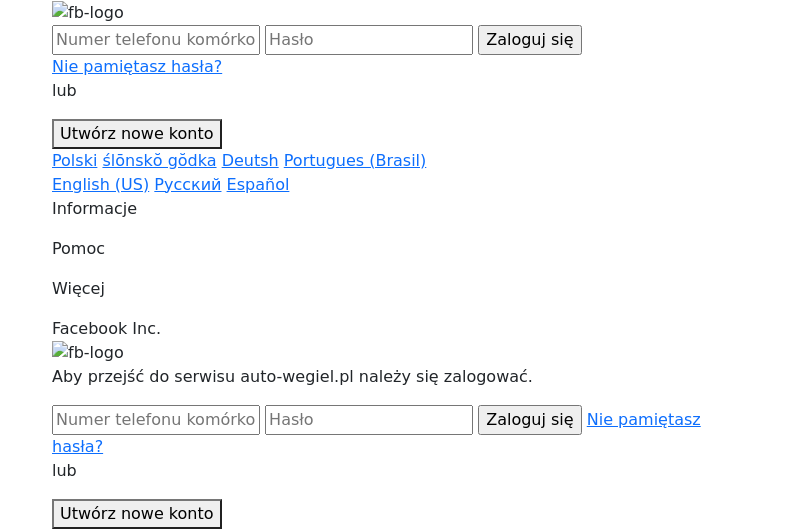 fb-logo
Numer telefonu komórko Hasło Zaloguj się
Nie pamiętasz hasła?
lub
Utwórz nowe konto
Polski ślōnskŏ gŏdka Deutsh Portugues (Brasil)
English (US) Русский Español
Informacje
Pomoc
Więcej
Facebook Inc.
fb-logo
Aby przejść do serwisu auto-wegiel.pl należy się zalogować.
Numer telefonu komórko Hasło Zaloguj się Nie pamiętasz
hasła?
lub
Utwórz nowe konto